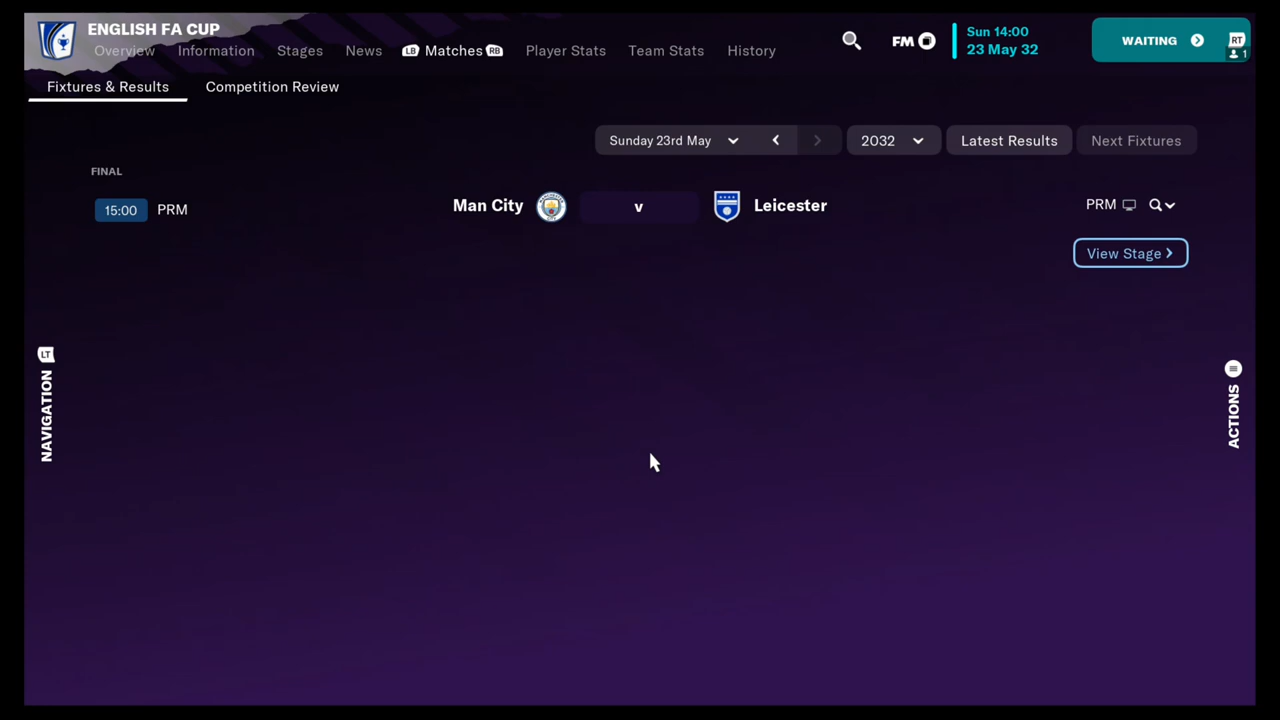 ENGLISH FA CUP
Overview Information Stages News LB Matches RB Player Stats Team Stats History
FM
Sun 14:00
23 May 32
WAITING
RT
1
Fixtures & Results Competition Review
Sunday 23rd May 2032 Latest Results Next Fixtures
FINAL
15:00 PRM Man City v Leicester PRM
View Stage
LT
NAVIGATION
ACTIONS